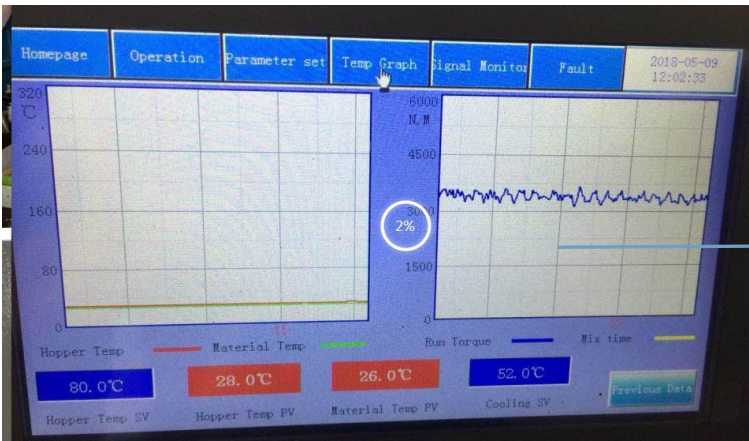 Homepage
Operation
Parameter set
Temp Graph
Signal Monitor
Fault
2018-05-09
12:02:33
320
℃
240
160
80
0
15
6000
N.M
4500
3000
1500
0
2%
Hopper Temp
Material Temp
Run Torque
Mix time
80.0℃
28.0℃
26.0℃
52.0℃
Previous Data
Hopper Temp SV
Hopper Temp PV
Material Temp PV
Cooling SV